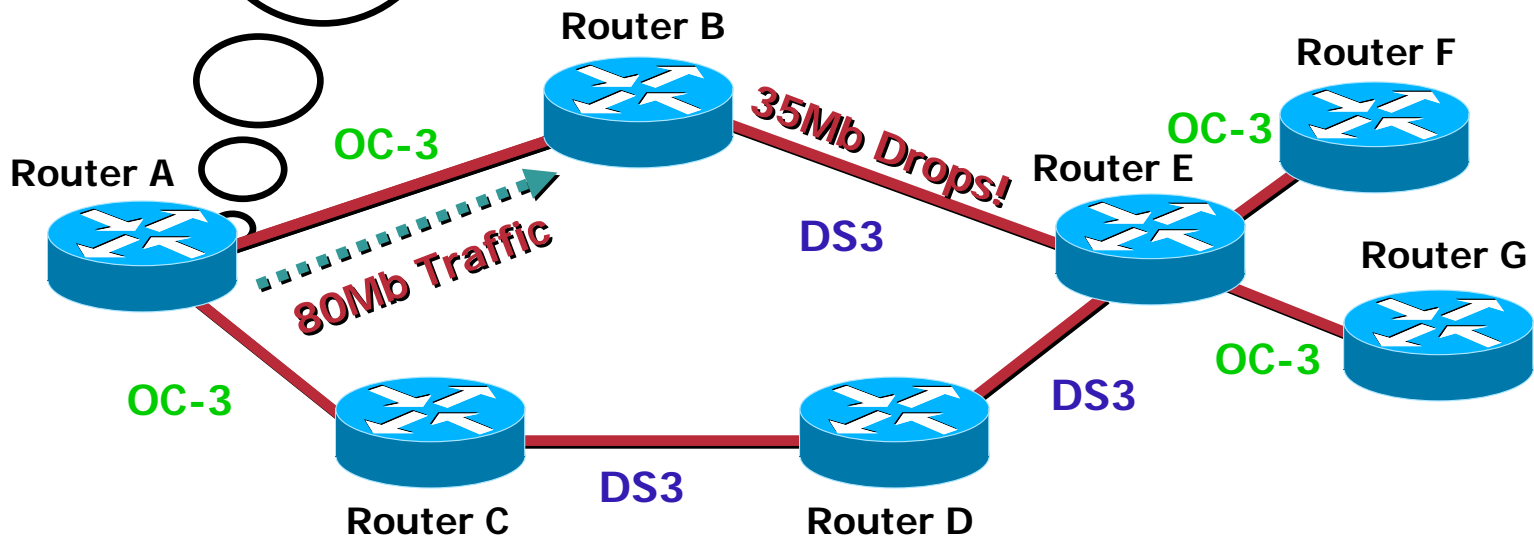 Router B
Router F
35Mb Drops!
OC-3
OC-3
Router A
Router E
80Mb Traffic
DS3
Router G
OC-3
OC-3
DS3
DS3
Router C
Router D